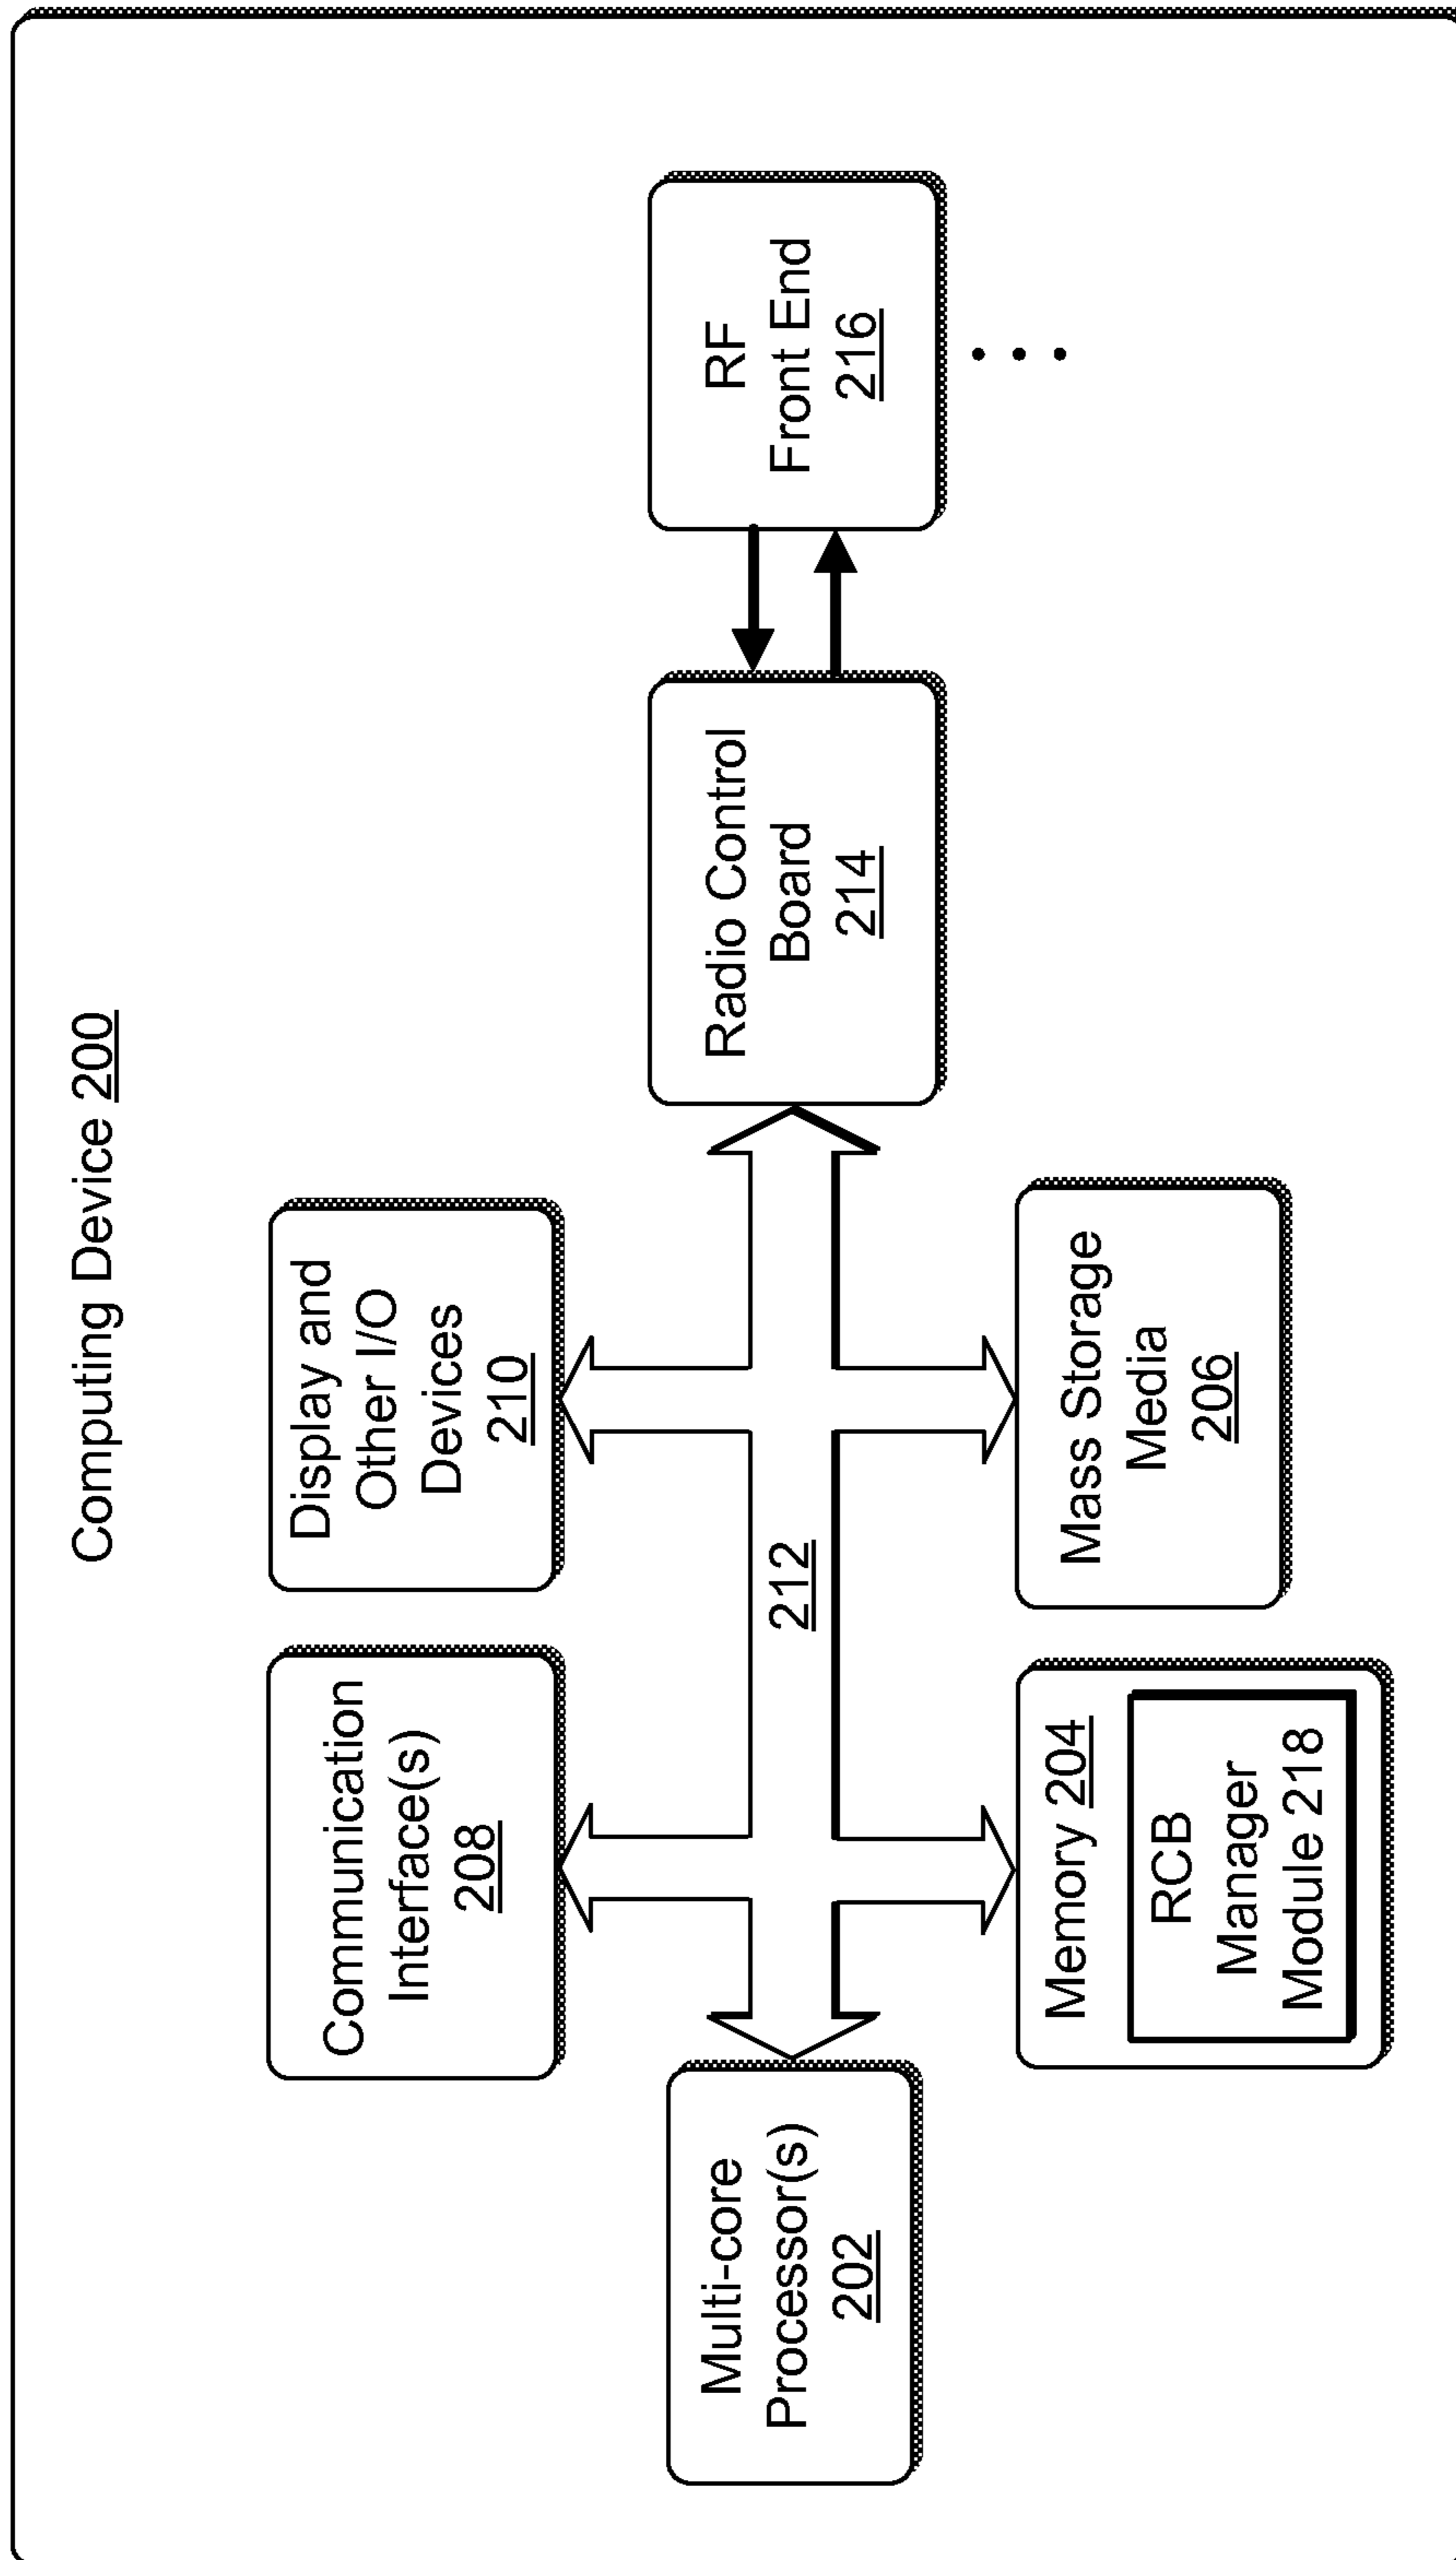 Computing Device 200
Communication
Interface(s)
208
Display and
Other I/O
Devices
210
Multi-core
Processor(s)
202
212
Radio Control
Board
214
RF
Front End
216
Memory 204
RCB
Manager
Module 218
Mass Storage
Media
206